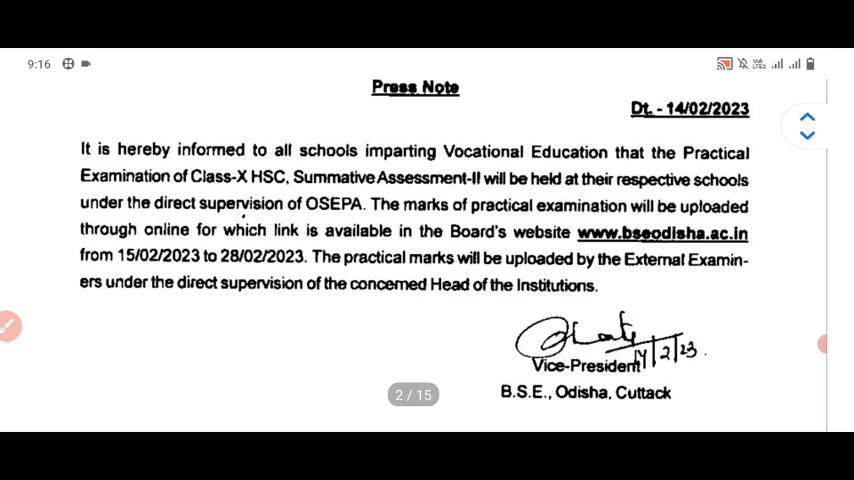 9:16
Press Note
Dt. - 14/02/2023
It is hereby informed to all schools imparting Vocational Education that the Practical
Examination of Class-X HSC, Summative Assessment-II will be held at their respective schools
under the direct supervision of OSEPA. The marks of practical examination will be uploaded
through online for which link is available in the Board's website www.bseodisha.ac.in
from 15/02/2023 to 28/02/2023. The practical marks will be uploaded by the External Examin-
ers under the direct supervision of the concerned Head of the Institutions.
14/2/23.
Vice-President
2 / 15
B.S.E., Odisha, Cuttack